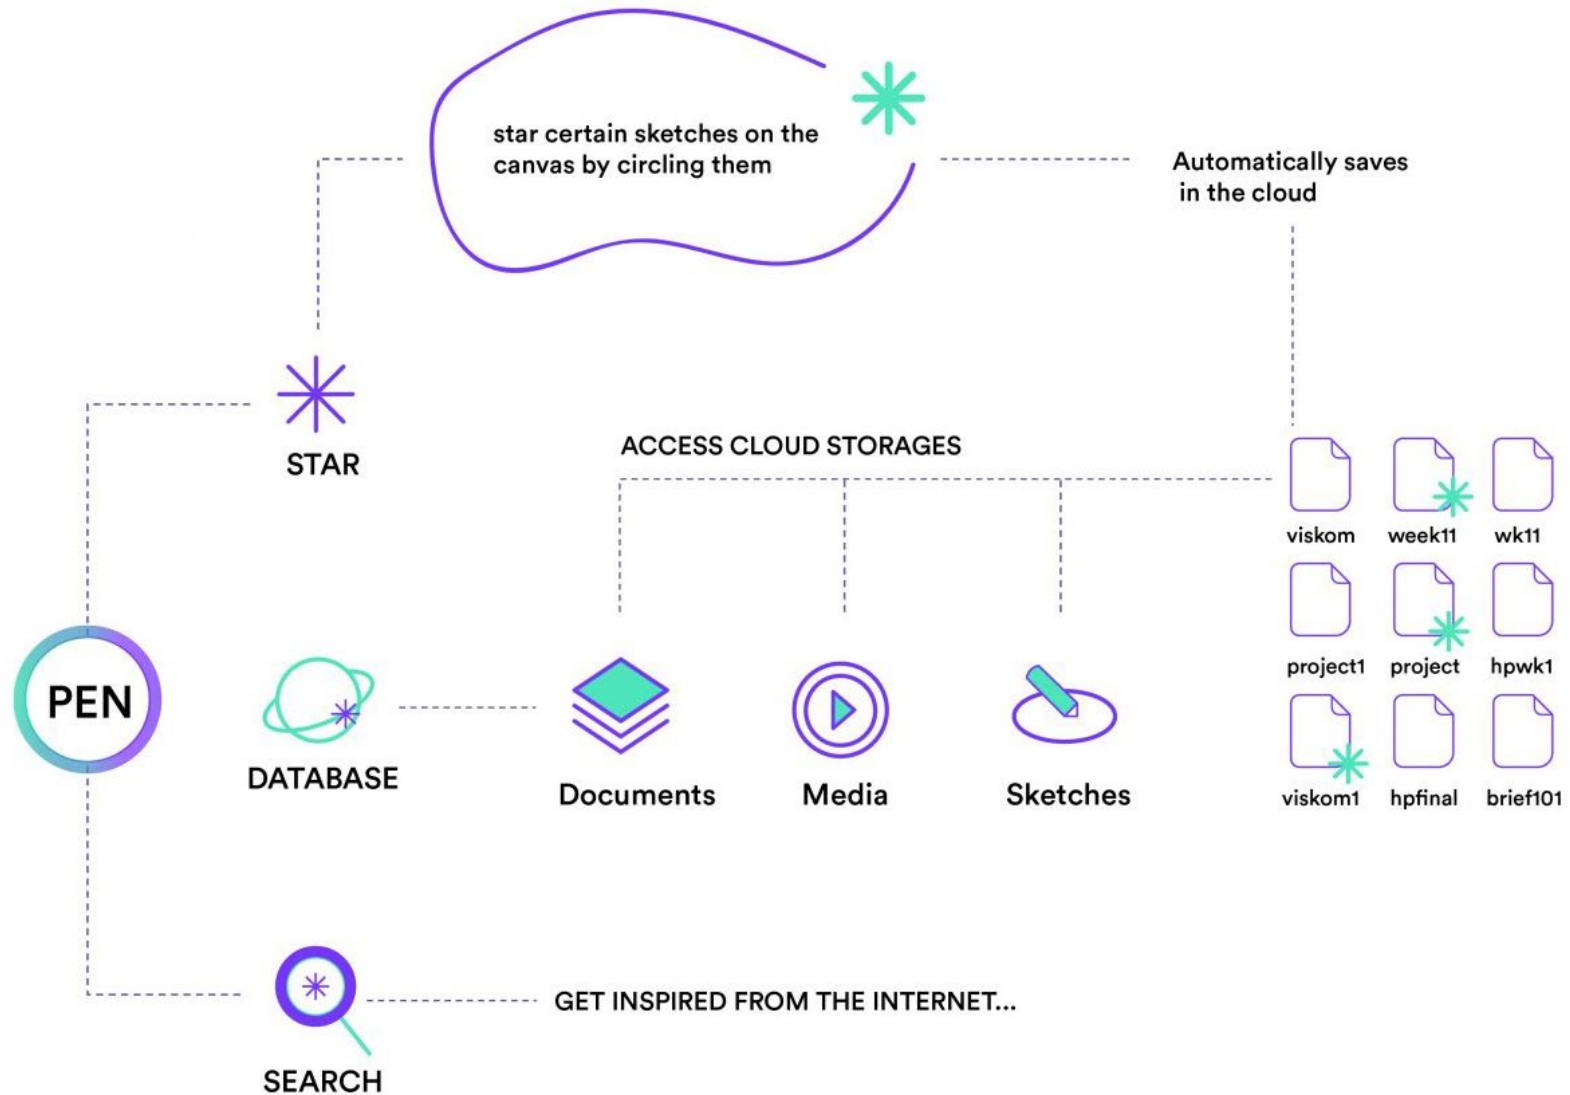 star certain sketches on the
canvas by circling them
Automatically saves
in the cloud
STAR
ACCESS CLOUD STORAGES
viskom
week11
wk11
project1
project
hpwk1
viskom1
hpfinal
brief101
PEN
DATABASE
Documents
Media
Sketches
GET INSPIRED FROM THE INTERNET...
SEARCH